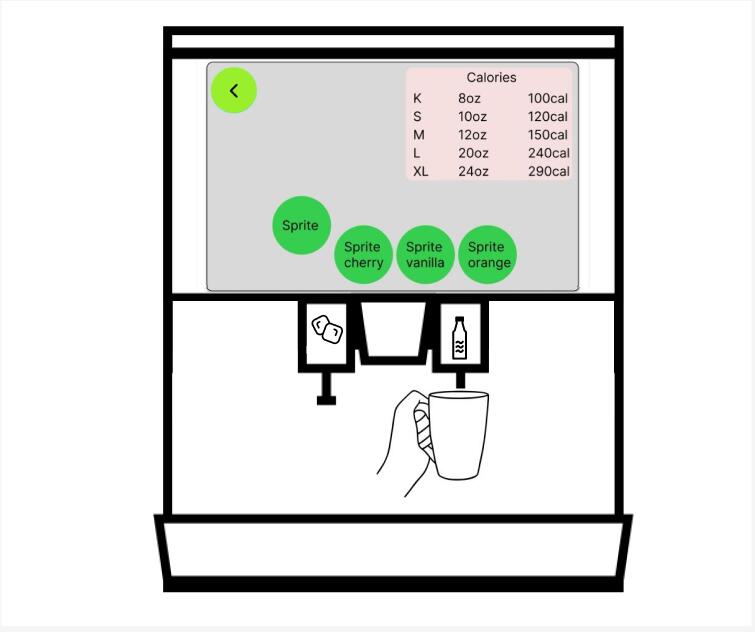 Calories
K 8oz 100cal
S 10oz 120cal
M 12oz 150cal
L 20oz 240cal
XL 24oz 290cal
Sprite
Sprite
cherry
Sprite
vanilla
Sprite
orange